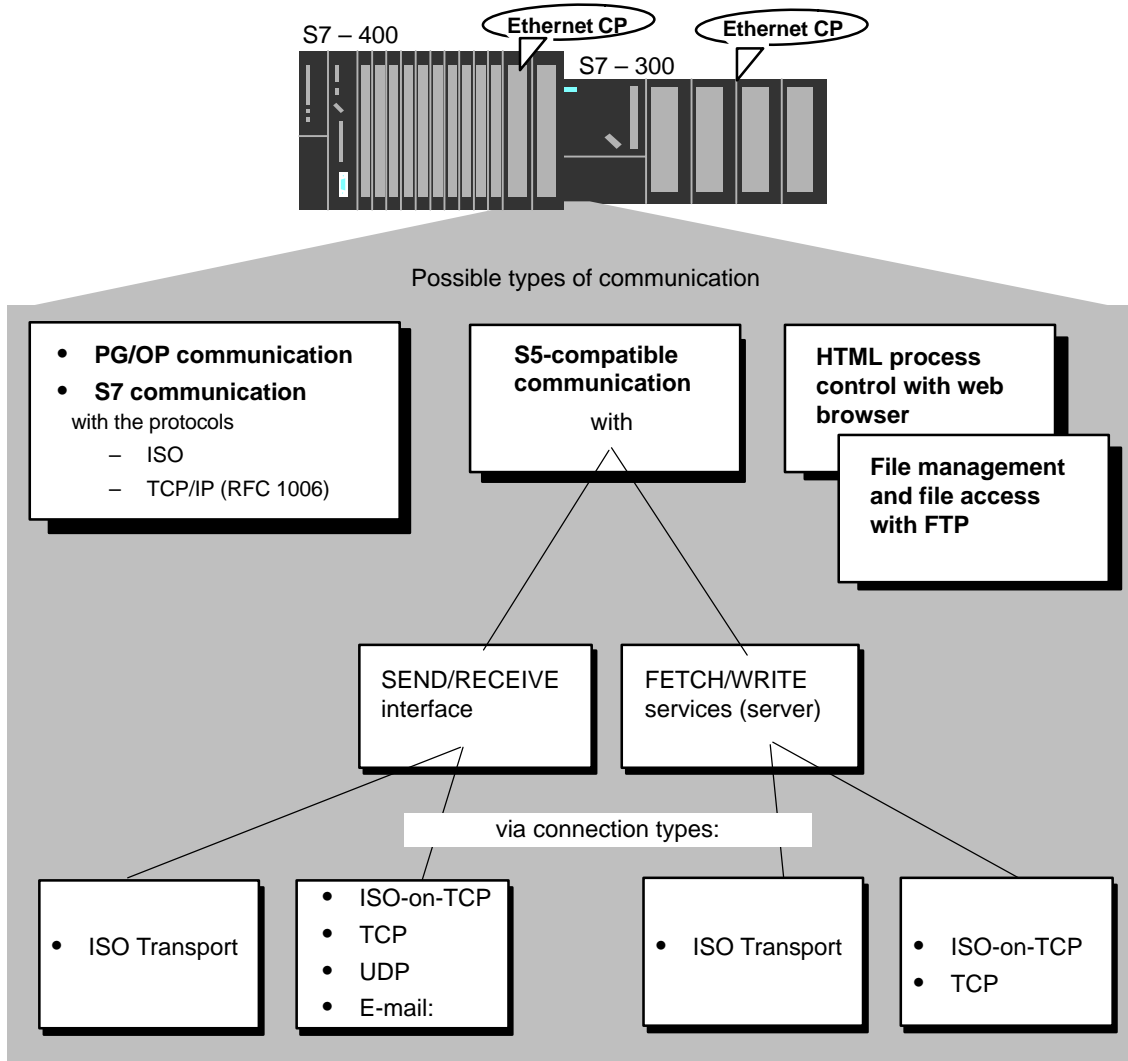 Ethernet CP
Ethernet CP
S7 – 400
S7 – 300
Possible types of communication
• PG/OP communication
• S7 communication
with the protocols
– ISO
– TCP/IP (RFC 1006)
S5-compatible
communication
with
HTML process
control with web
browser
File management
and file access
with FTP
SEND/RECEIVE
interface
FETCH/WRITE
services (server)
via connection types:
• ISO Transport
• ISO-on-TCP
• TCP
• UDP
• E-mail:
• ISO Transport
• ISO-on-TCP
• TCP